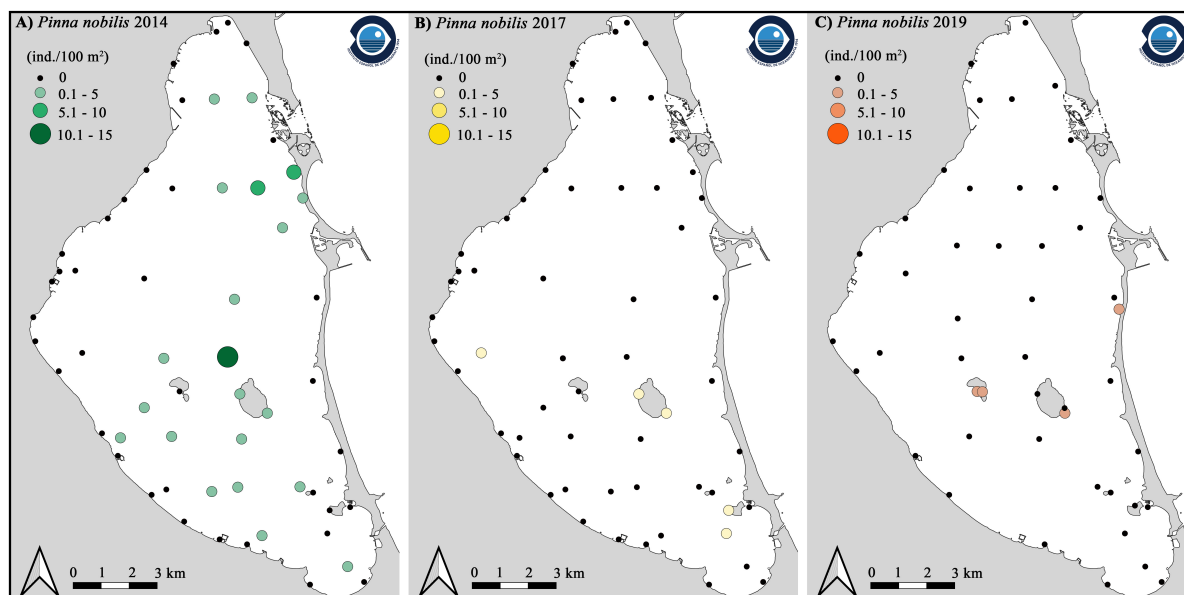 A) Pinna nobilis 2014
(ind./100 m²)
0
0.1 - 5
5.1 - 10
10.1 - 15
0 1 2 3 km
B) Pinna nobilis 2017
(ind./100 m²)
0
0.1 - 5
5.1 - 10
10.1 - 15
0 1 2 3 km
C) Pinna nobilis 2019
(ind./100 m²)
0
0.1 - 5
5.1 - 10
10.1 - 15
0 1 2 3 km